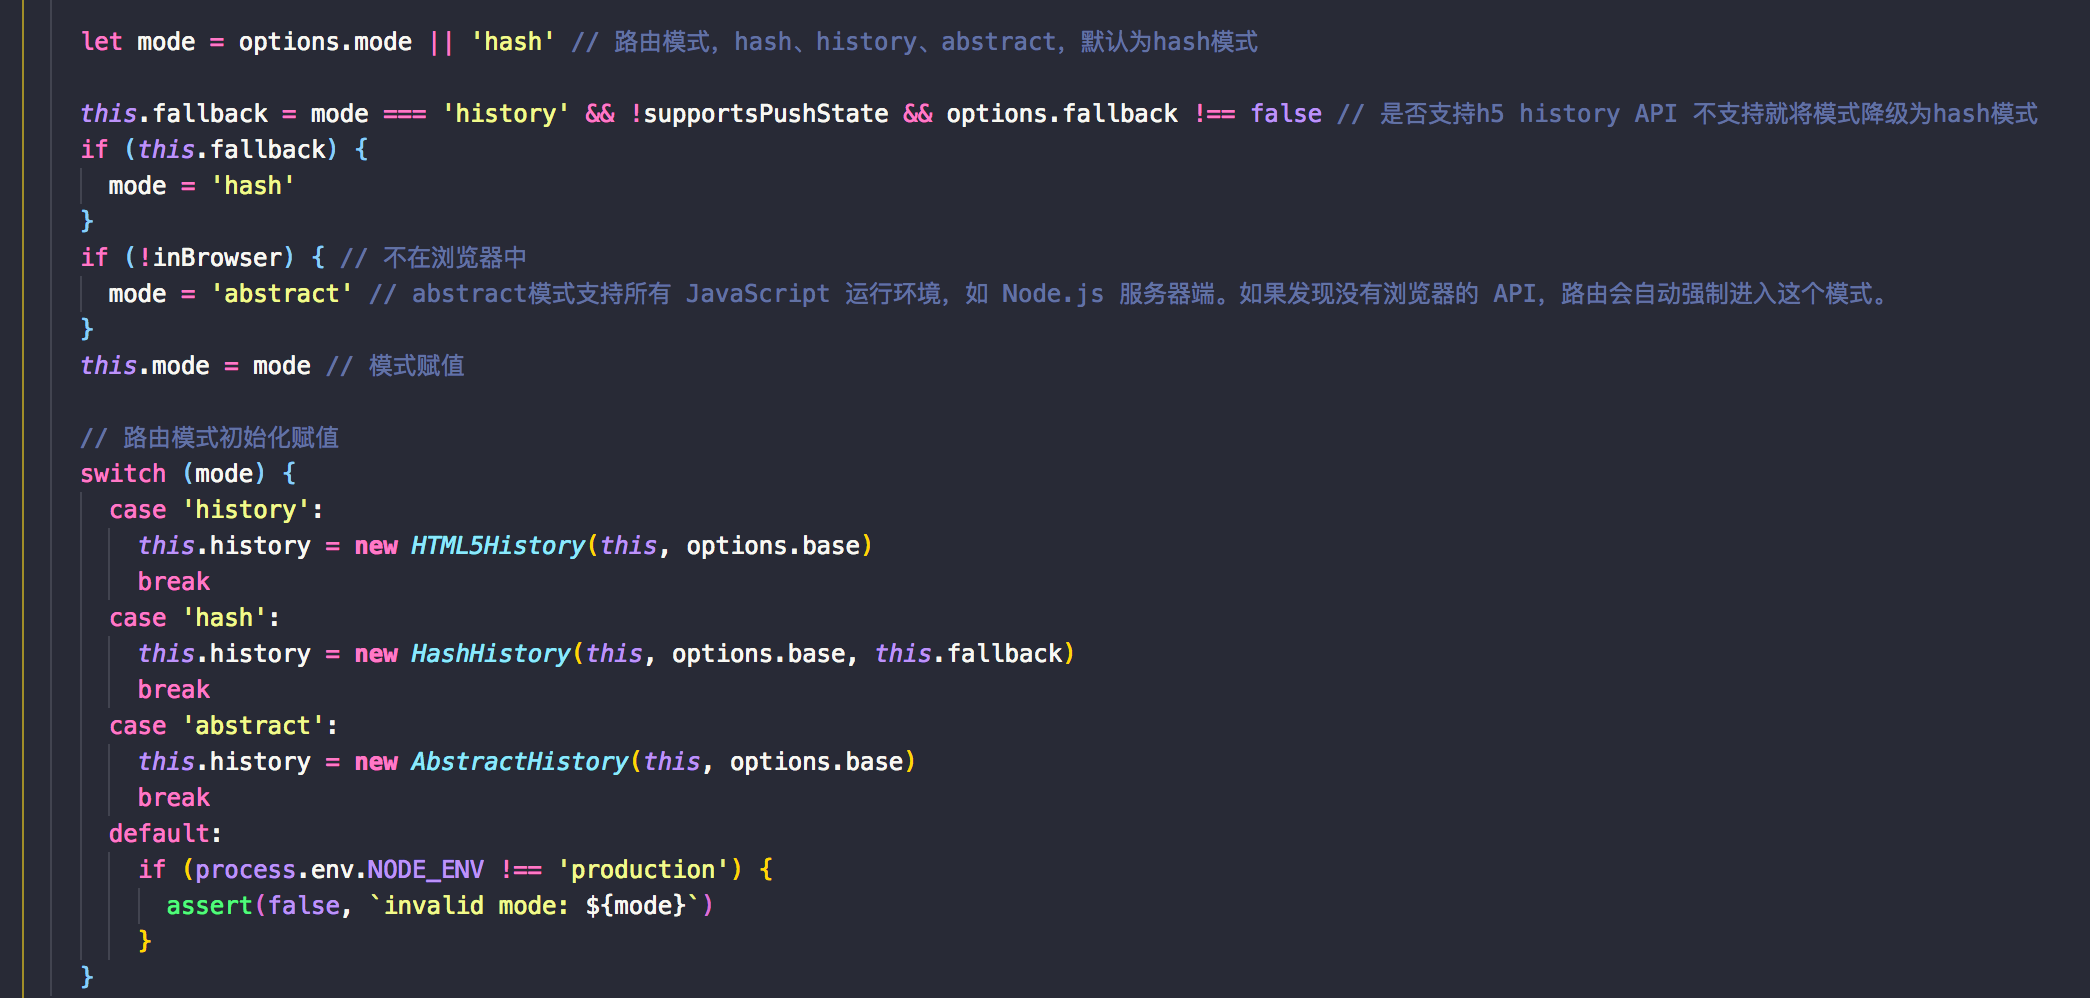 let mode = options.mode || 'hash' // 路由模式，hash、history、abstract，默认为hash模式
this.fallback = mode === 'history' && !supportsPushState && options.fallback !== false // 是否支持h5 history API 不支持就将模式降级为hash模式
if (this.fallback) {
  mode = 'hash'
}
if (!inBrowser) { // 不在浏览器中
  mode = 'abstract' // abstract模式支持所有 JavaScript 运行环境，如 Node.js 服务器端。如果发现没有浏览器的 API，路由会自动强制进入这个模式。
}
this.mode = mode // 模式赋值
// 路由模式初始化赋值
switch (mode) {
  case 'history':
    this.history = new HTML5History(this, options.base)
    break
  case 'hash':
    this.history = new HashHistory(this, options.base, this.fallback)
    break
  case 'abstract':
    this.history = new AbstractHistory(this, options.base)
    break
  default:
    if (process.env.NODE_ENV !== 'production') {
      assert(false, `invalid mode: ${mode}`)
    }
}